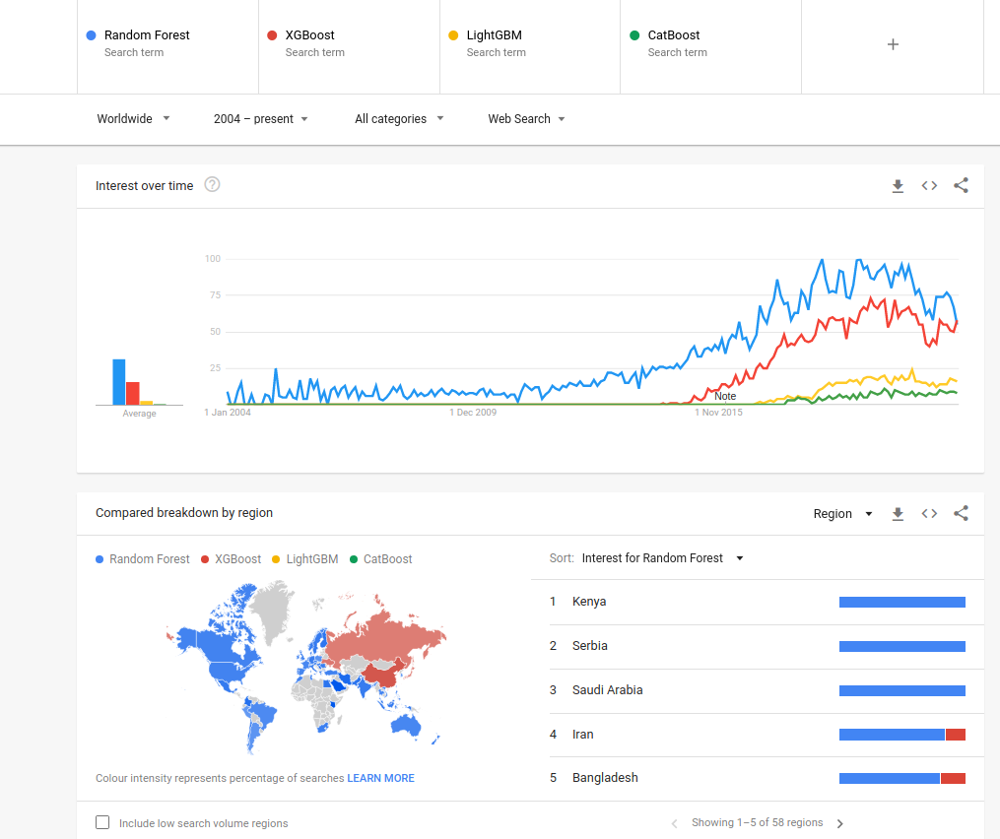 Random Forest XGBoost LightGBM CatBoost
Search term Search term Search term Search term
+
Worldwide 2004 – present All categories Web Search
Interest over time ?
100
75
50
25
Note
Average
1 Jan 2004 1 Dec 2009 1 Nov 2015
Compared breakdown by region Region
Random Forest XGBoost LightGBM CatBoost
Sort: Interest for Random Forest
1 Kenya
2 Serbia
3 Saudi Arabia
4 Iran
5 Bangladesh
Colour intensity represents percentage of searches LEARN MORE
Include low search volume regions
Showing 1–5 of 58 regions